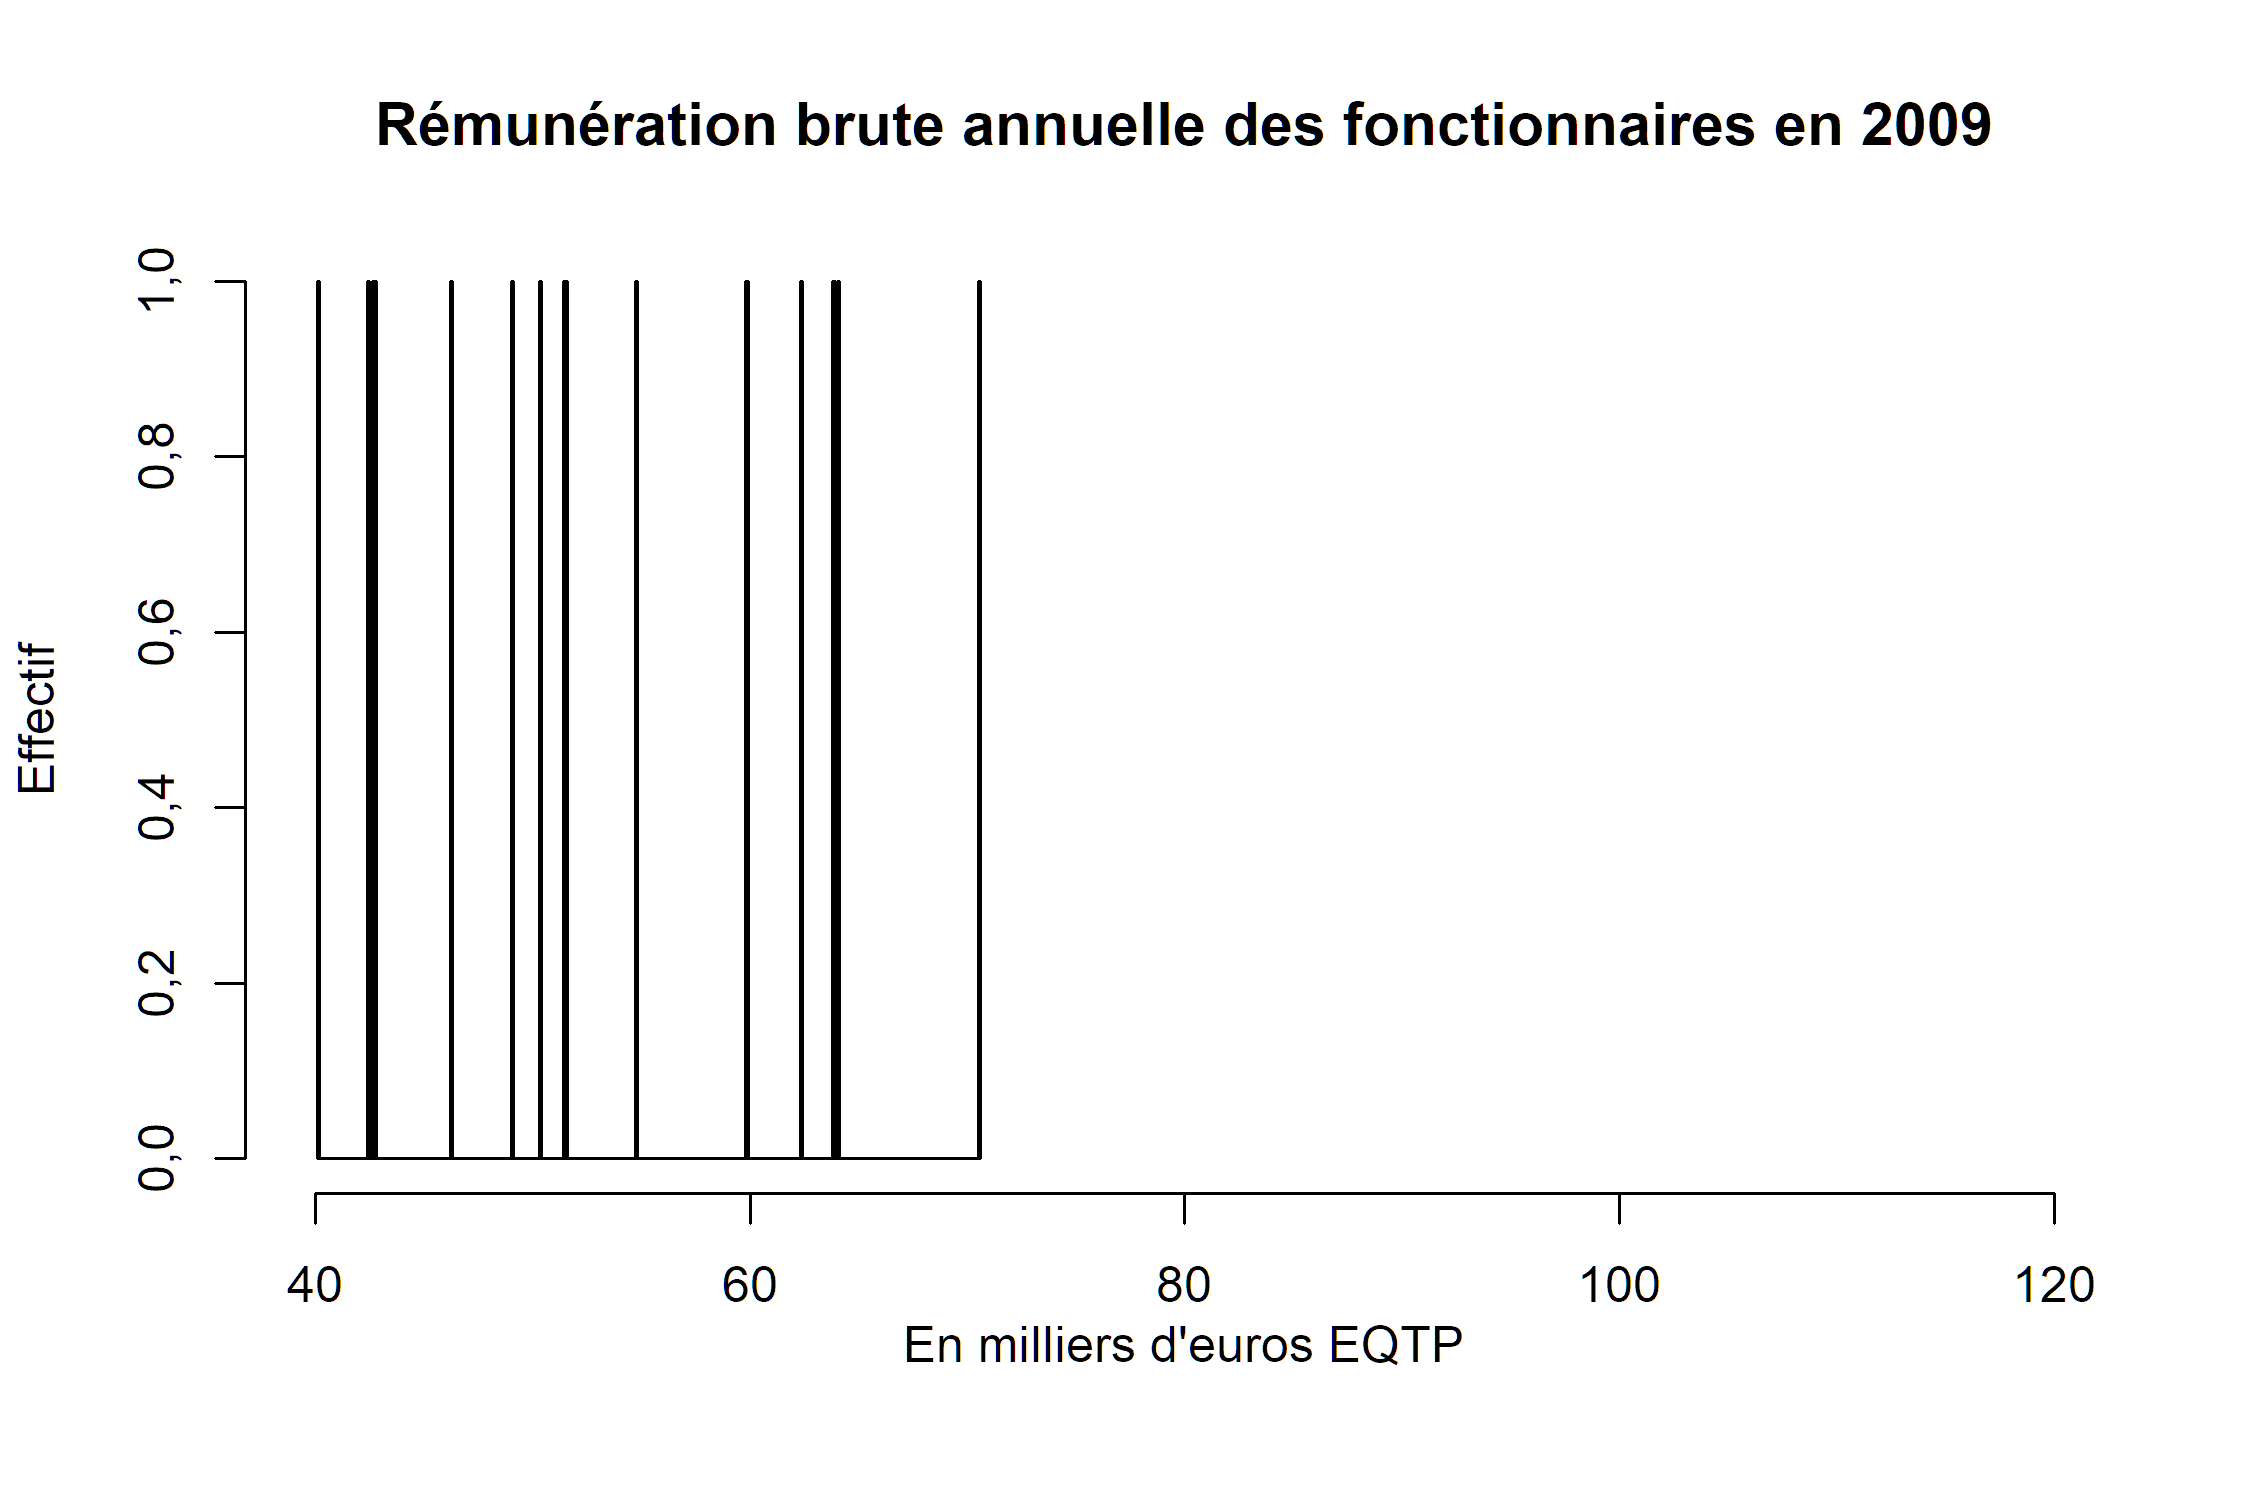 Rémunération brute annuelle des fonctionnaires en 2009
Effectif
1,0
0,8
0,6
0,4
0,2
0,0
40 60 80 100 120
En milliers d'euros EQTP